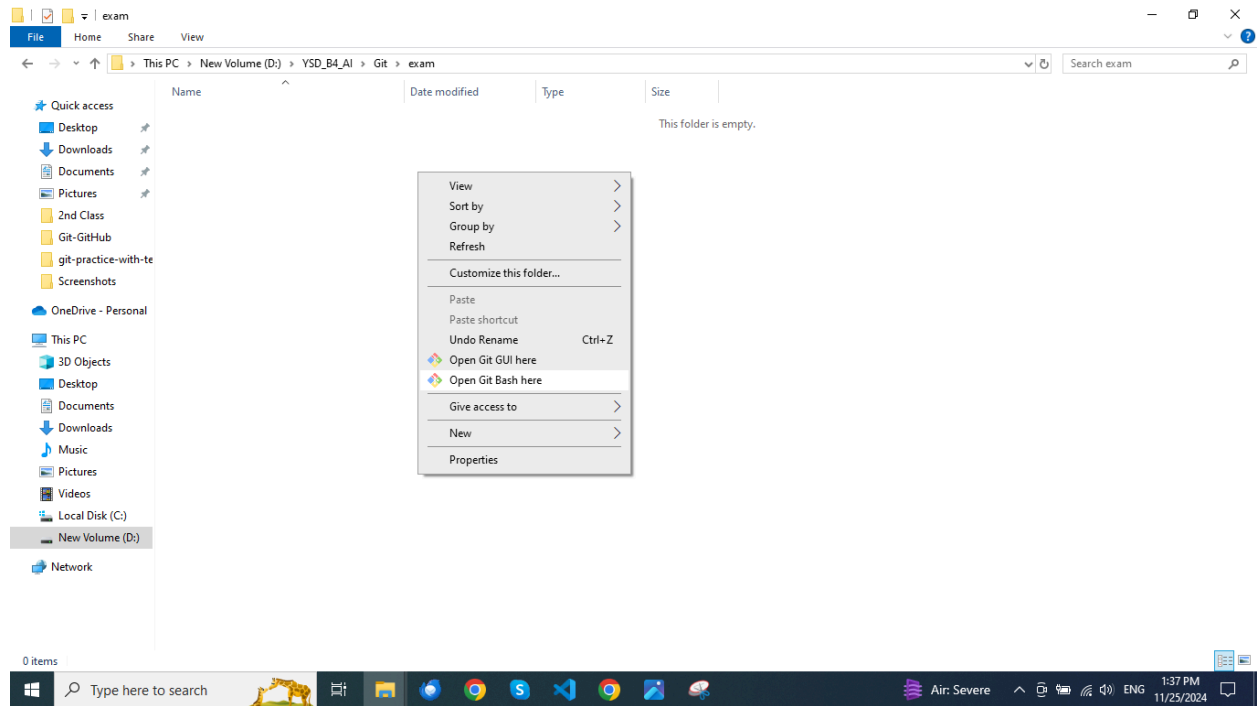 exam
File Home Share View
This PC New Volume (D:) YSD_B4_AI Git exam
Search exam
Name Date modified Type Size
This folder is empty.
Quick access
Desktop
Downloads
Documents
Pictures
2nd Class
Git-GitHub
git-practice-with-te
Screenshots
OneDrive - Personal
This PC
3D Objects
Desktop
Documents
Downloads
Music
Pictures
Videos
Local Disk (C:)
New Volume (D:)
Network
View
Sort by
Group by
Refresh
Customize this folder...
Paste
Paste shortcut
Undo Rename Ctrl+Z
Open Git GUI here
Open Git Bash here
Give access to
New
Properties
0 items
Type here to search
Air: Severe
ENG
1:37 PM
11/25/2024